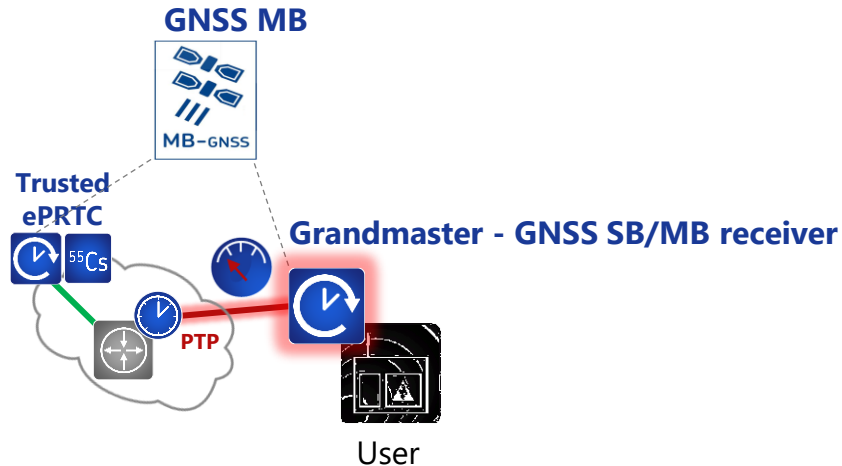 GNSS MB
MB-GNSS
Trusted
ePRTC
Grandmaster - GNSS SB/MB receiver
55Cs
PTP
User